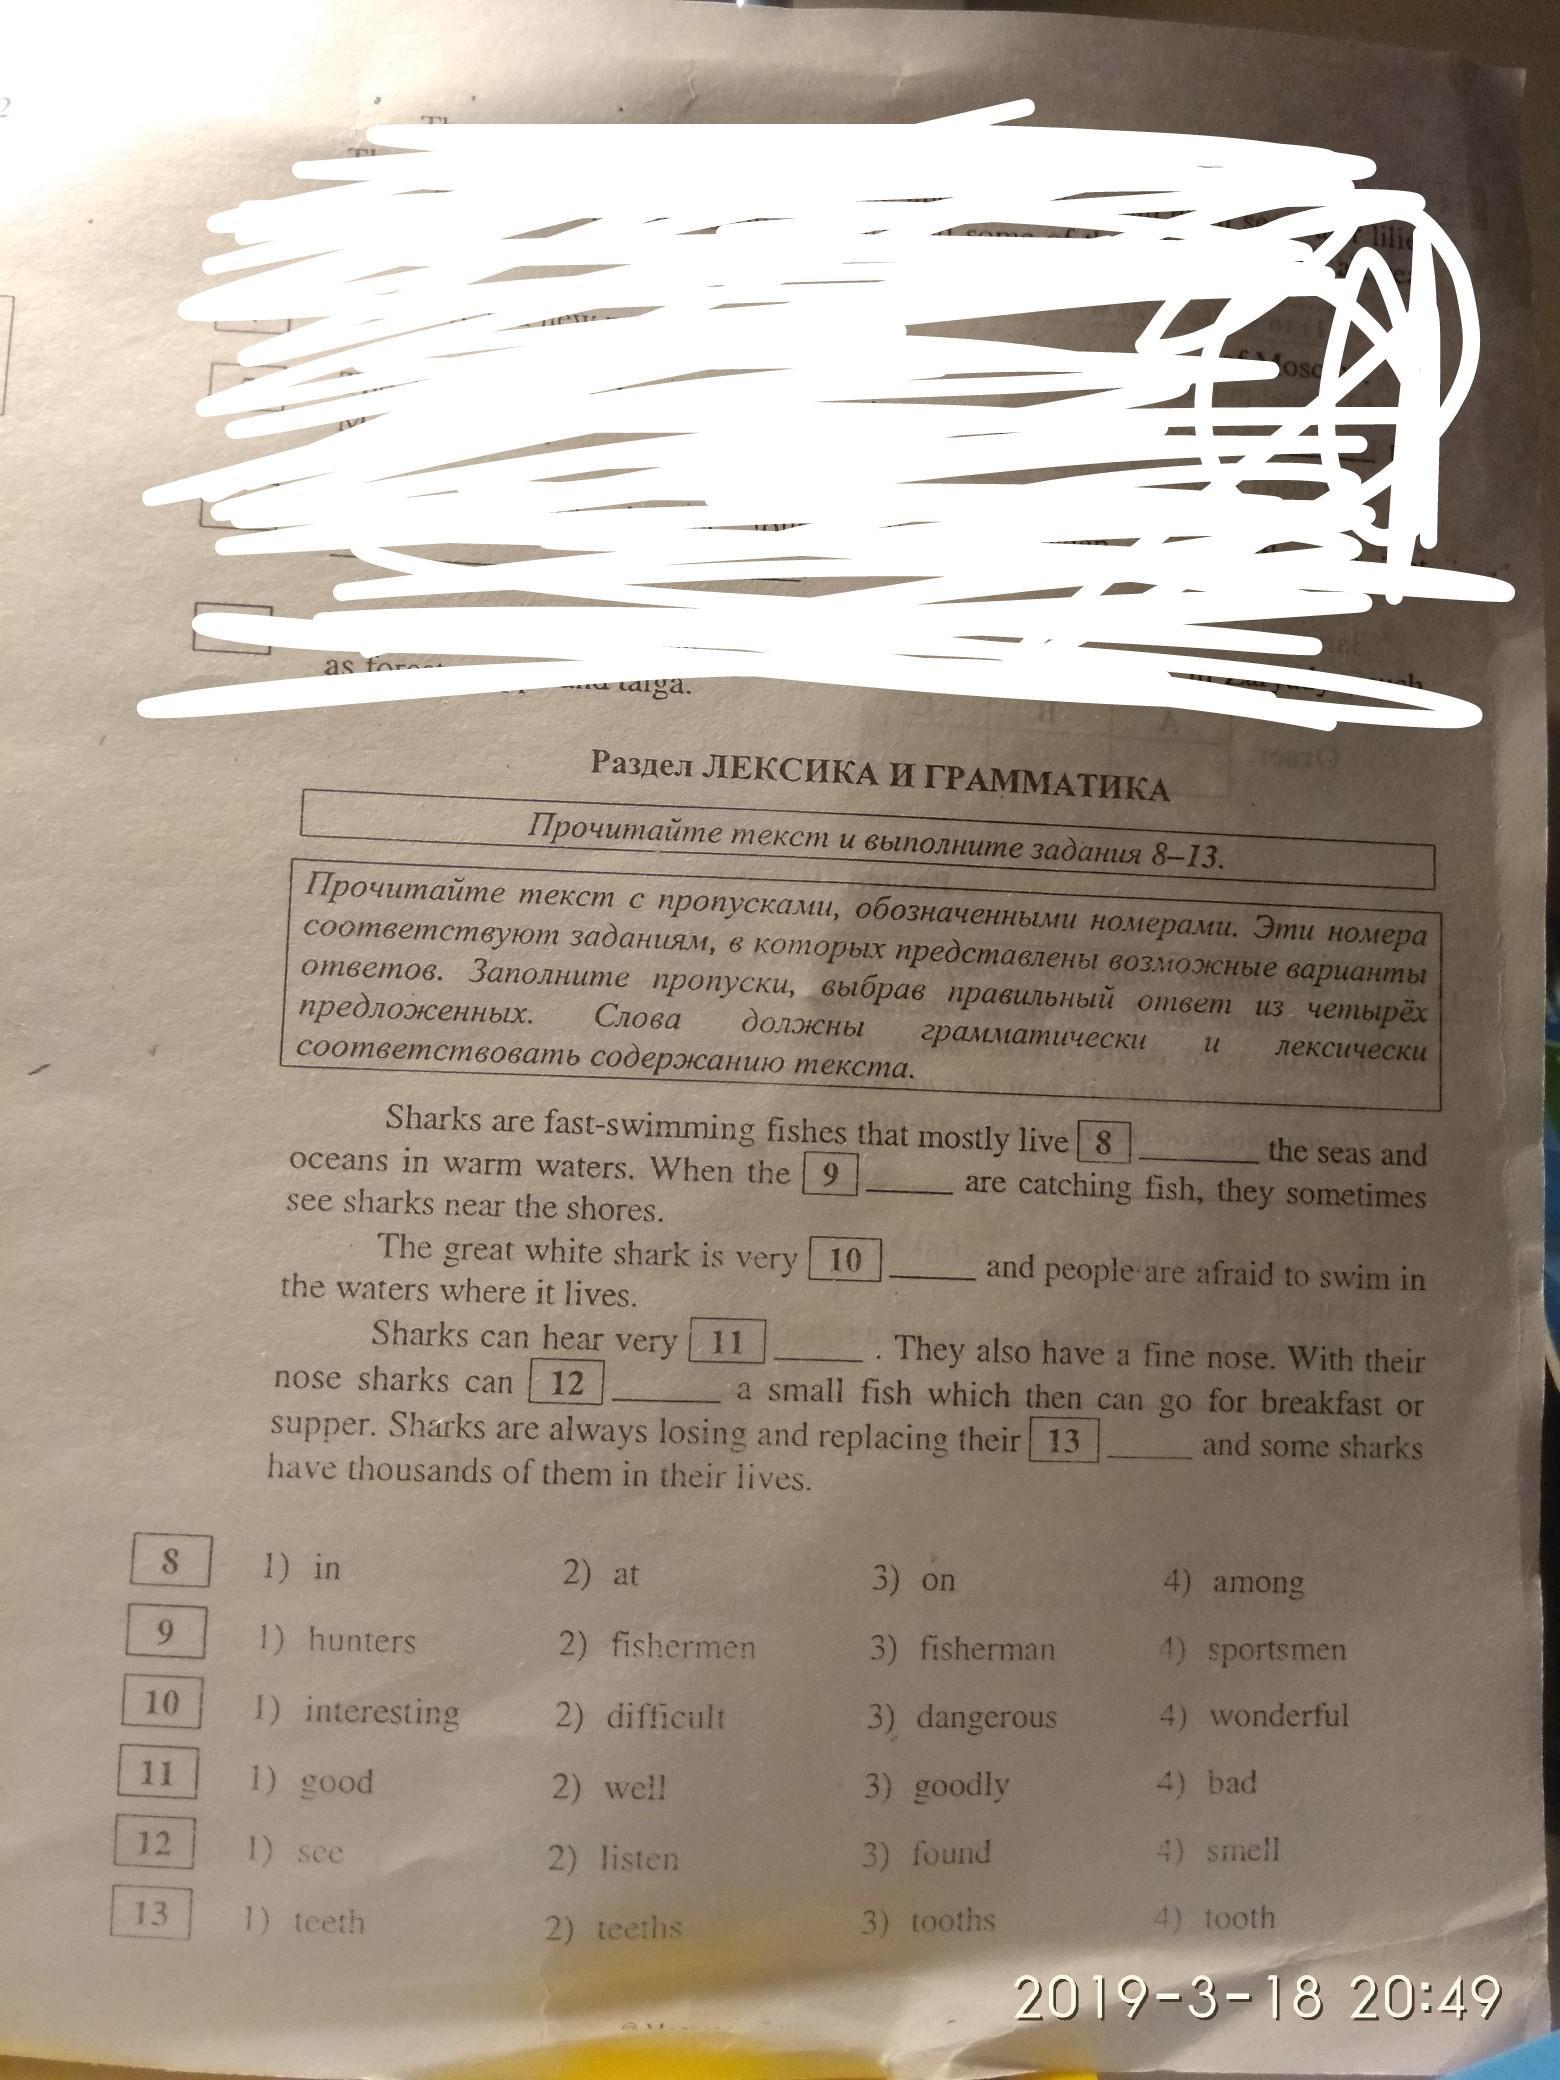 as
taiga.
Раздел ЛЕКСИКА И ГРАММАТИКА
Прочитайте текст и выполните задания 8–13.
Прочитайте текст с пропусками, обозначенными номерами. Эти номера
соответствуют заданиям, в которых представлены возможные варианты
ответов. Заполните пропуски, выбрав правильный ответ из четырёх
предложенных. Слова должны грамматически и лексически
соответствовать содержанию текста.
Sharks are fast-swimming fishes that mostly live 8 ______ the seas and
oceans in warm waters. When the 9 ______ are catching fish, they sometimes
see sharks near the shores.
The great white shark is very 10 ______ and people are afraid to swim in
the waters where it lives.
Sharks can hear very 11 ______ . They also have a fine nose. With their
nose sharks can 12 ______ a small fish which then can go for breakfast or
supper. Sharks are always losing and replacing their 13 ______ and some sharks
have thousands of them in their lives.
8 1) in 2) at 3) on 4) among
9 1) hunters 2) fishermen 3) fisherman 4) sportsmen
10 1) interesting 2) difficult 3) dangerous 4) wonderful
11 1) good 2) well 3) goodly 4) bad
12 1) see 2) listen 3) found 4) smell
13 1) teeth 2) teeths 3) tooths 4) tooth
2019-3-18 20:49